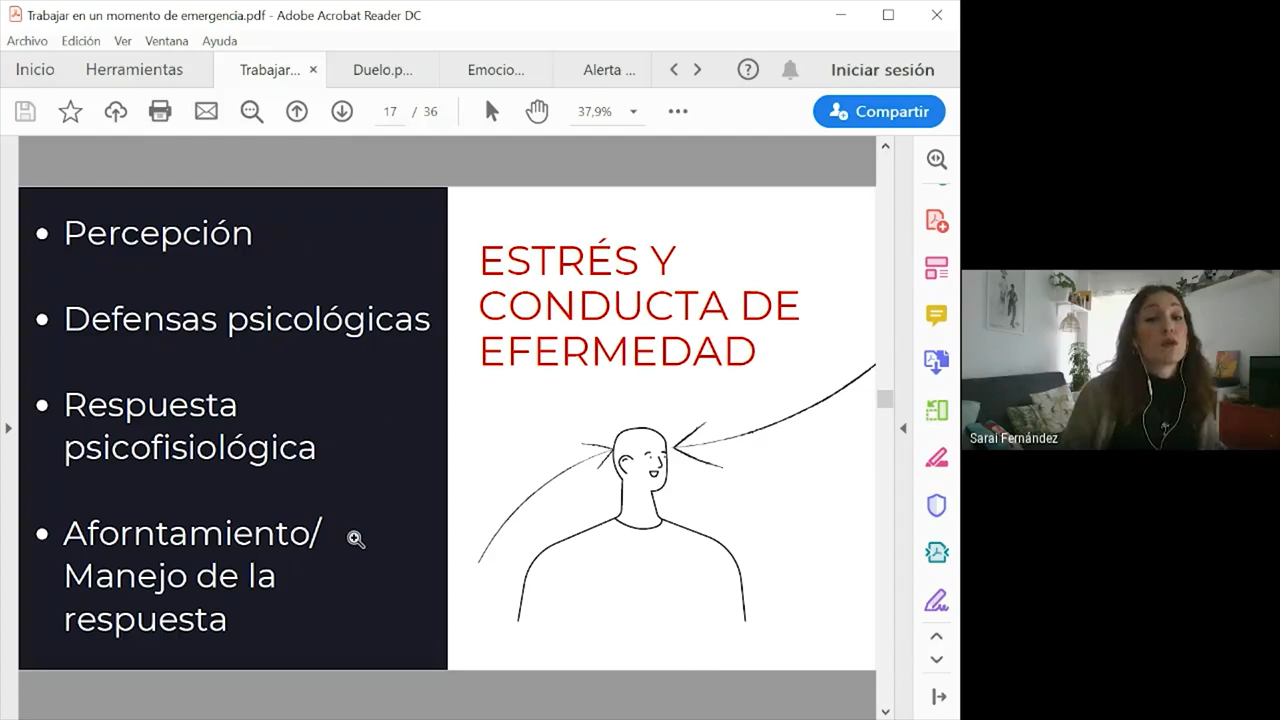 Trabajar en un momento de emergencia.pdf - Adobe Acrobat Reader DC
Archivo Edición Ver Ventana Ayuda
Inicio Herramientas Trabajar... Duelo.p... Emocio... Alerta ... Iniciar sesión
17 / 36 37,9% Compartir
• Percepción
• Defensas psicológicas
• Respuesta
psicofisiológica
• Aforntamiento/
Manejo de la
respuesta
ESTRÉS Y
CONDUCTA DE
EFERMEDAD
Sarai Fernández